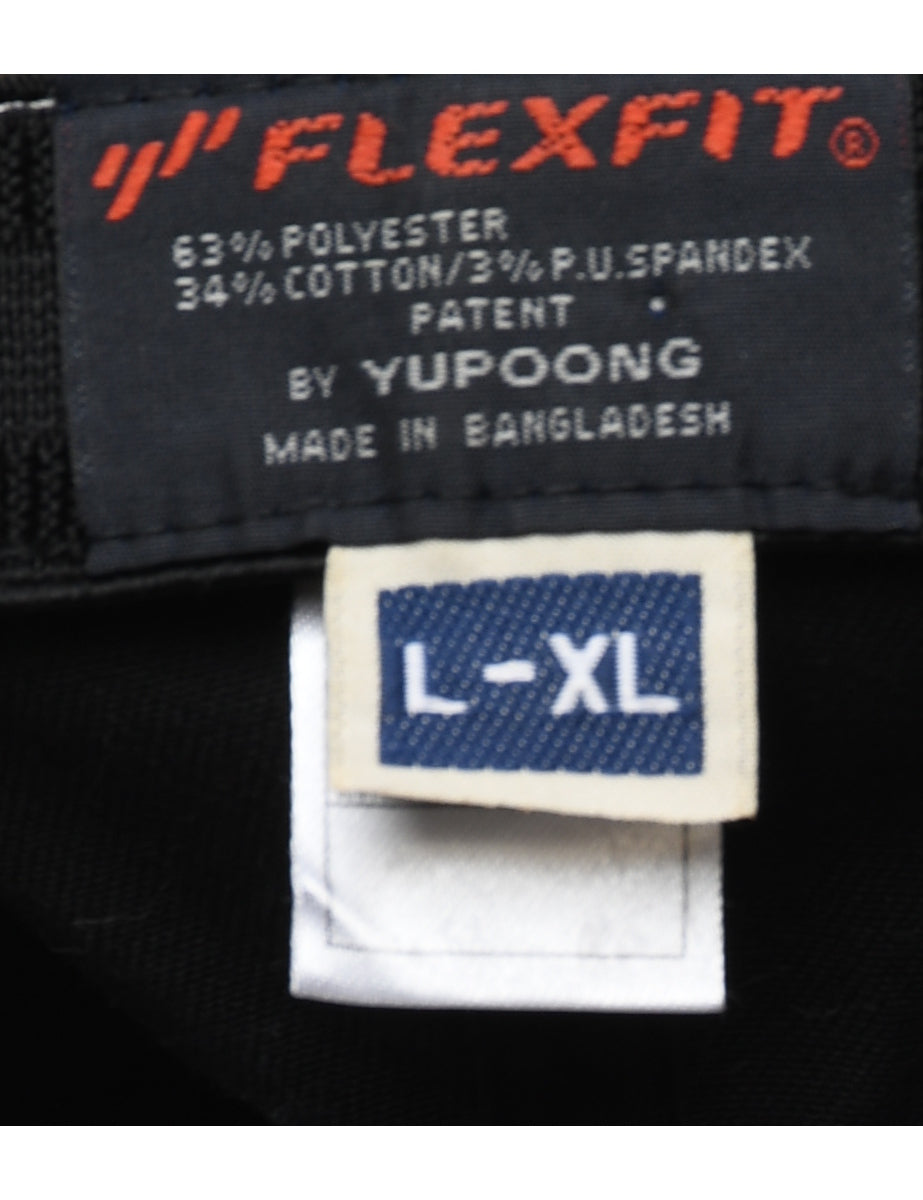 FLEXFIT®
63% POLYESTER
34% COTTON/3% P.U.SPANDEX
PATENT
BY YUPOONG
MADE IN BANGLADESH
L-XL